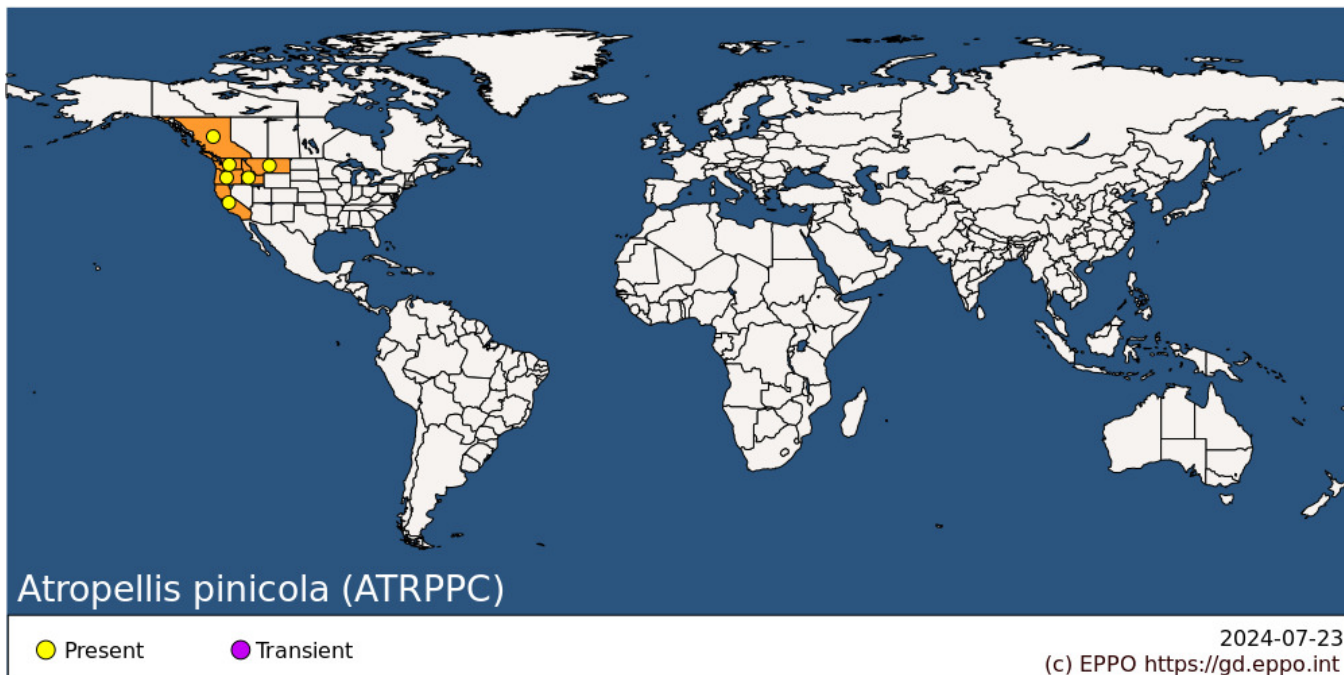 Atropellis pinicola (ATRPPC)
Present
Transient
2024-07-23
(c) EPPO https://gd.eppo.int